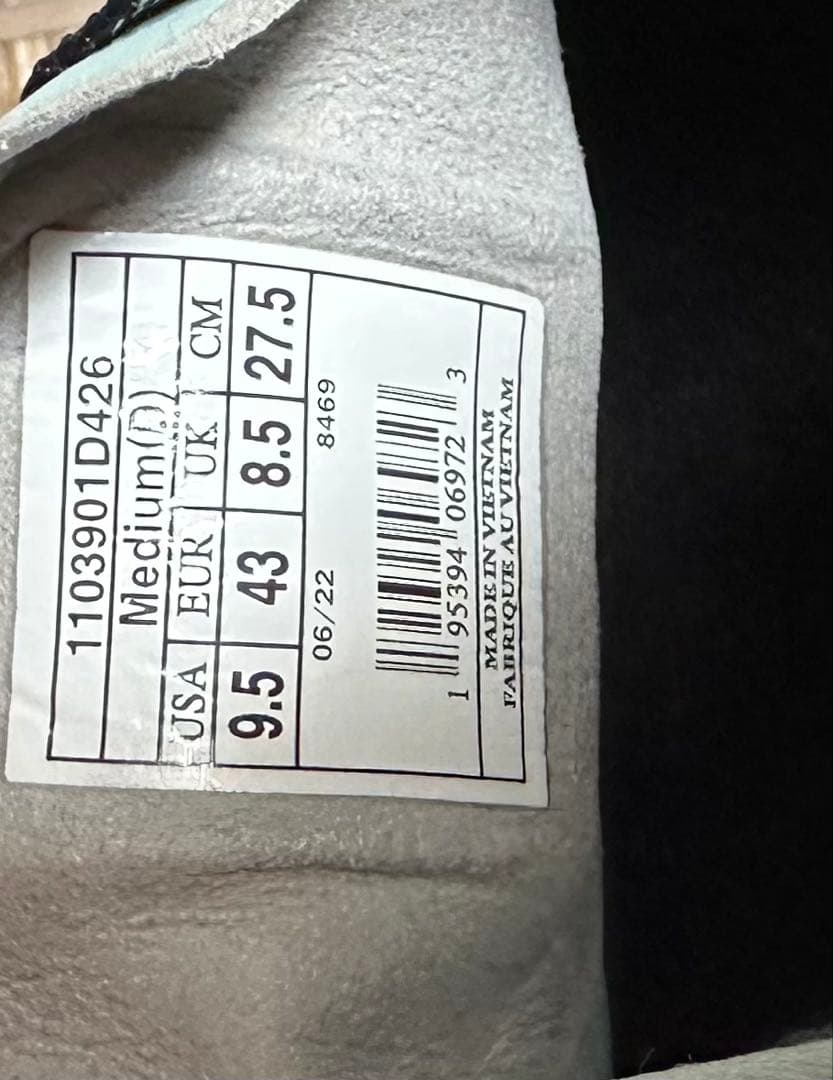 1103901D426
Medium(D)
USA EUR UK CM
9.5 43 8.5 27.5
06/22 8469
1 95394 06972 3
MADE IN VIETNAM
FABRIQUE AU VIETNAM